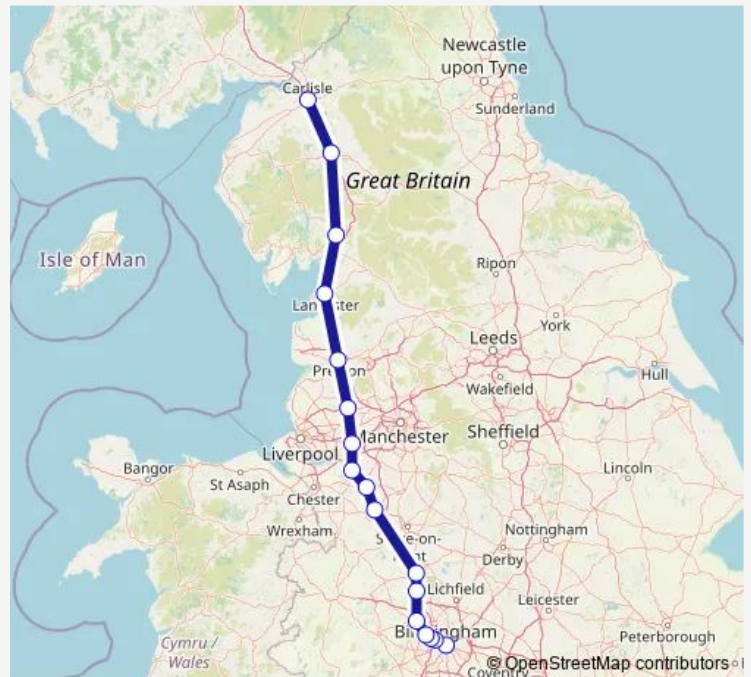 Newcastle
upon Tyne
Carlisle
Sunderland
Great Britain
Isle of Man
Ripon
York
Leeds
Hull
Wakefield
Manchester
Sheffield
Liverpool
Bangor
St Asaph
Lincoln
Chester
Wrexham
Nottingham
Derby
Lichfield
Leicester
Cymru /
Wales
Peterborough
© OpenStreetMap contributors